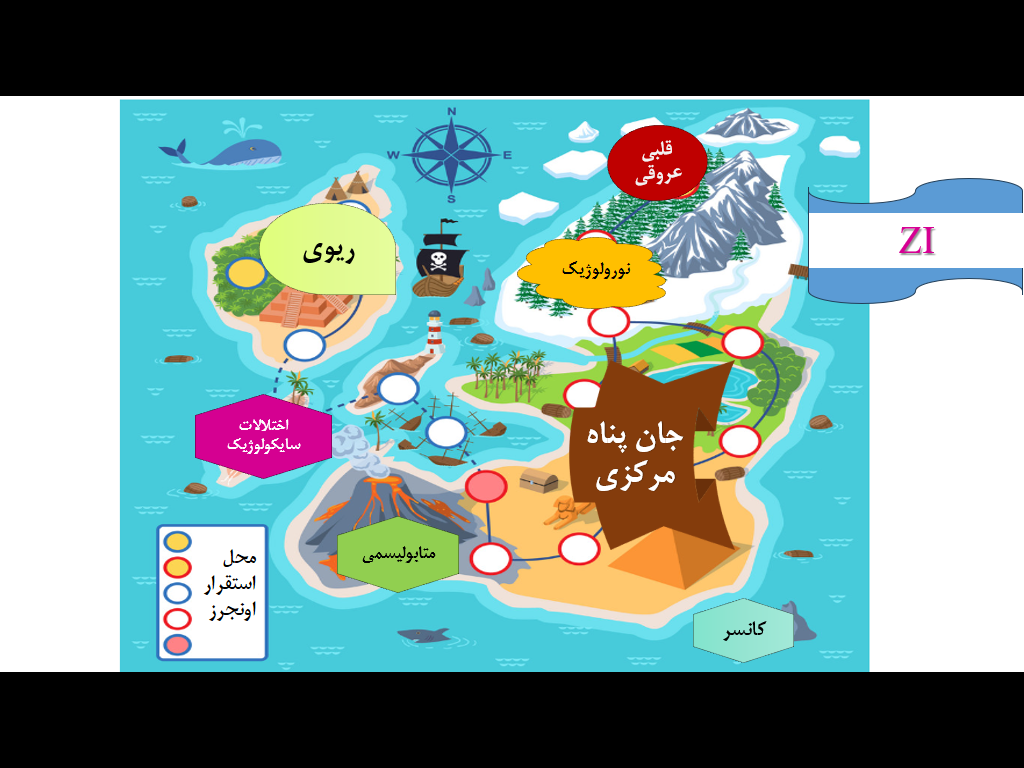 N
W
E
S
قلبی
عروقی
ZI
ریوی
نورولوژیک
اختلالات
سایکولوژیک
جان پناه
مرکزی
متابولیسمی
محل
استقرار
اونجرز
کانسر